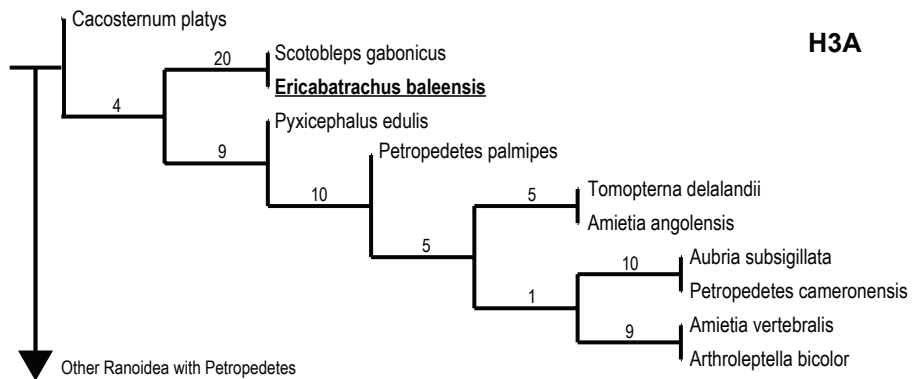 Cacosternum platys
H3A
20
Scotobleps gabonicus
Ericabatrachus baleensis
4
Pyxicephalus edulis
9
Petropedetes palmipes
10
5
Tomopterna delalandii
Amietia angolensis
5
10
Aubria subsigillata
Petropedetes cameronensis
1
9
Amietia vertebralis
Arthroleptella bicolor
Other Ranoidea with Petropedetes